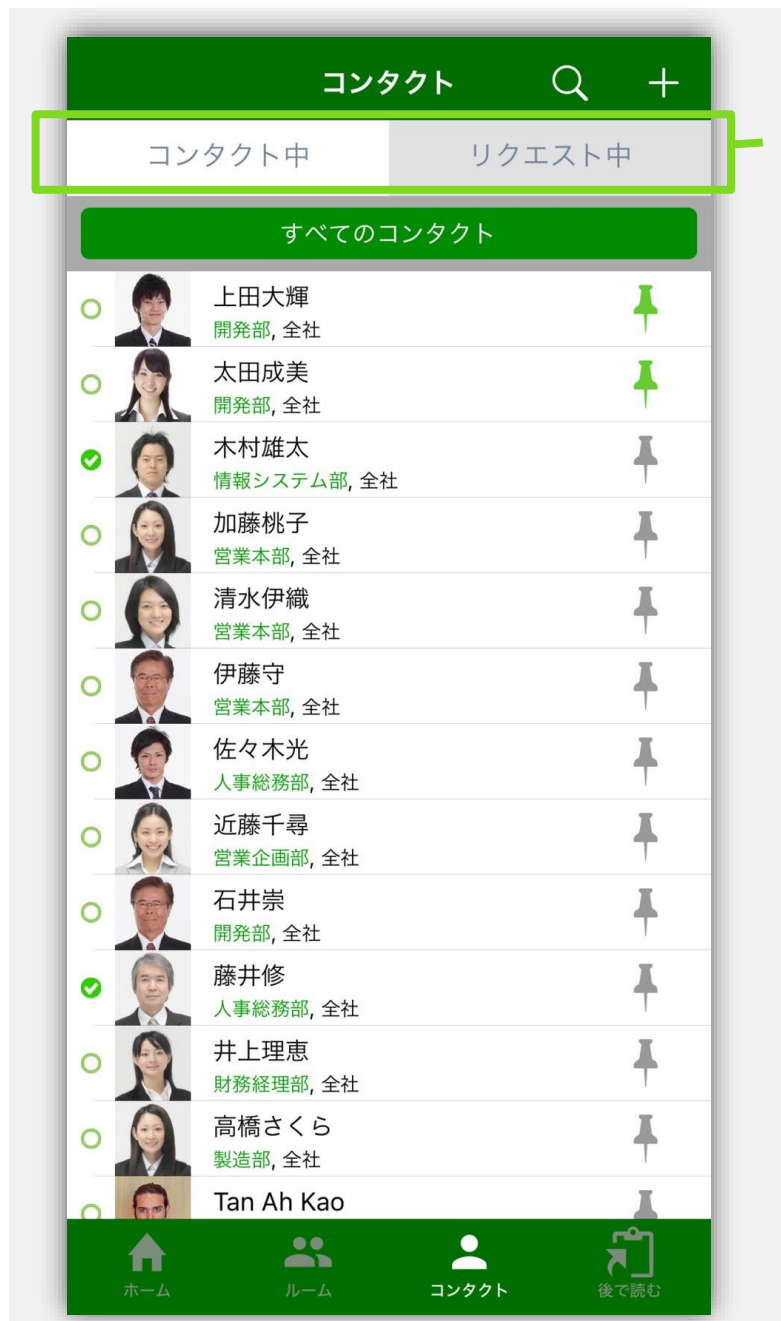 コンタクト
コンタクト中
リクエスト中
すべてのコンタクト
上田大輝
開発部, 全社
太田成美
開発部, 全社
木村雄太
情報システム部, 全社
加藤桃子
営業本部, 全社
清水伊織
営業本部, 全社
伊藤守
営業本部, 全社
佐々木光
人事総務部, 全社
近藤千尋
営業企画部, 全社
石井崇
開発部, 全社
藤井修
人事総務部, 全社
井上理恵
財務経理部, 全社
高橋さくら
製造部, 全社
Tan Ah Kao
ホーム
ルーム
コンタクト
後で読む